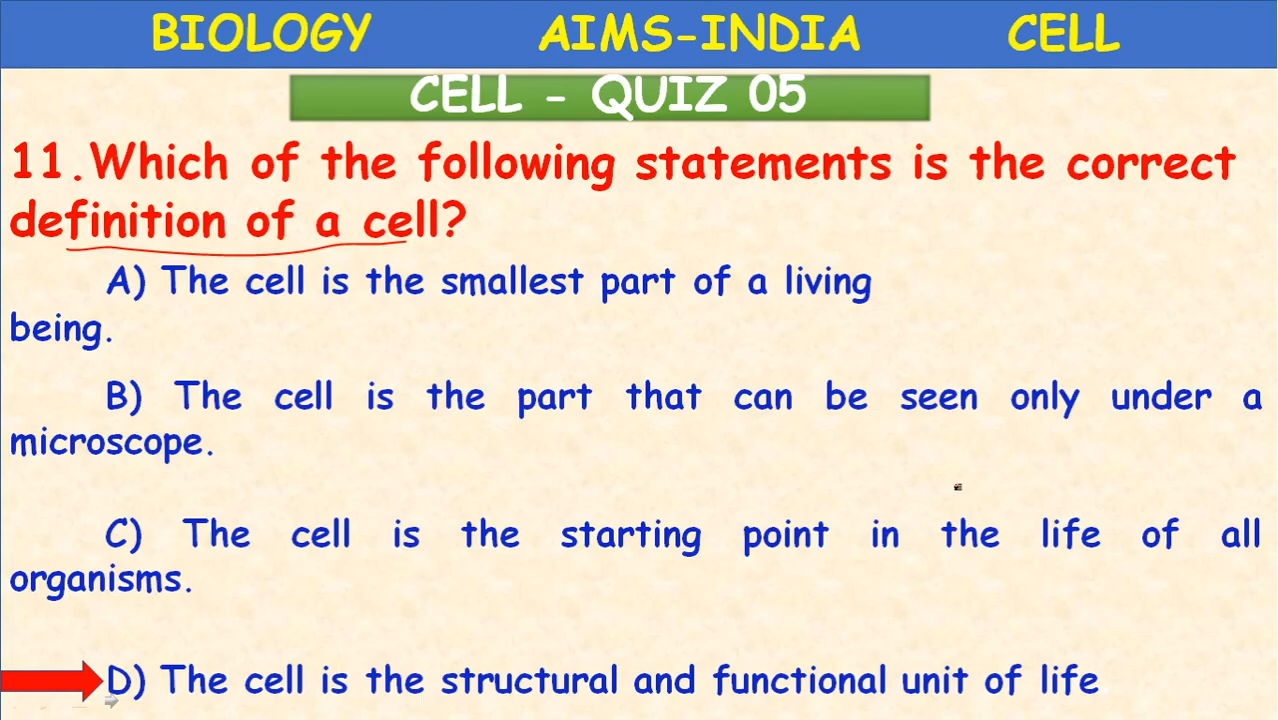 BIOLOGY AIMS-INDIA CELL
CELL - QUIZ 05
11.Which of the following statements is the correct
definition of a cell?
A) The cell is the smallest part of a living
being.
B) The cell is the part that can be seen only under a
microscope.
C) The cell is the starting point in the life of all
organisms.
D) The cell is the structural and functional unit of life